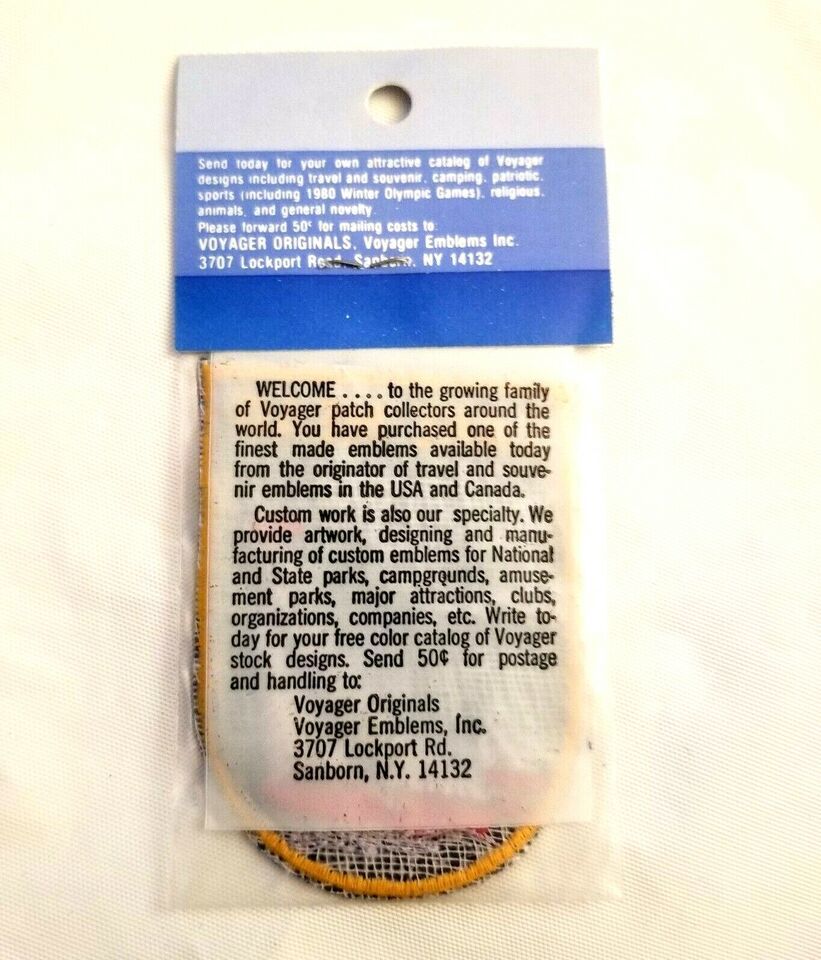 Send today for your own attractive catalog of Voyager
designs including travel and souvenir, camping, patriotic,
sports (including 1980 Winter Olympic Games), religious,
animals, and general novelty.
Please forward 50¢ for mailing costs to:
VOYAGER ORIGINALS, Voyager Emblems Inc.
3707 Lockport Road, Sanborn, NY 14132
WELCOME . . . . to the growing family
of Voyager patch collectors around the
world. You have purchased one of the
finest made emblems available today
from the originator of travel and souve-
nir emblems in the USA and Canada.
Custom work is also our specialty. We
provide artwork, designing and manu-
facturing of custom emblems for National
and State parks, campgrounds, amuse-
ment parks, major attractions, clubs,
organizations, companies, etc. Write to-
day for your free color catalog of Voyager
stock designs. Send 50¢ for postage
and handling to:
Voyager Originals
Voyager Emblems, Inc.
3707 Lockport Rd.
Sanborn, N.Y. 14132